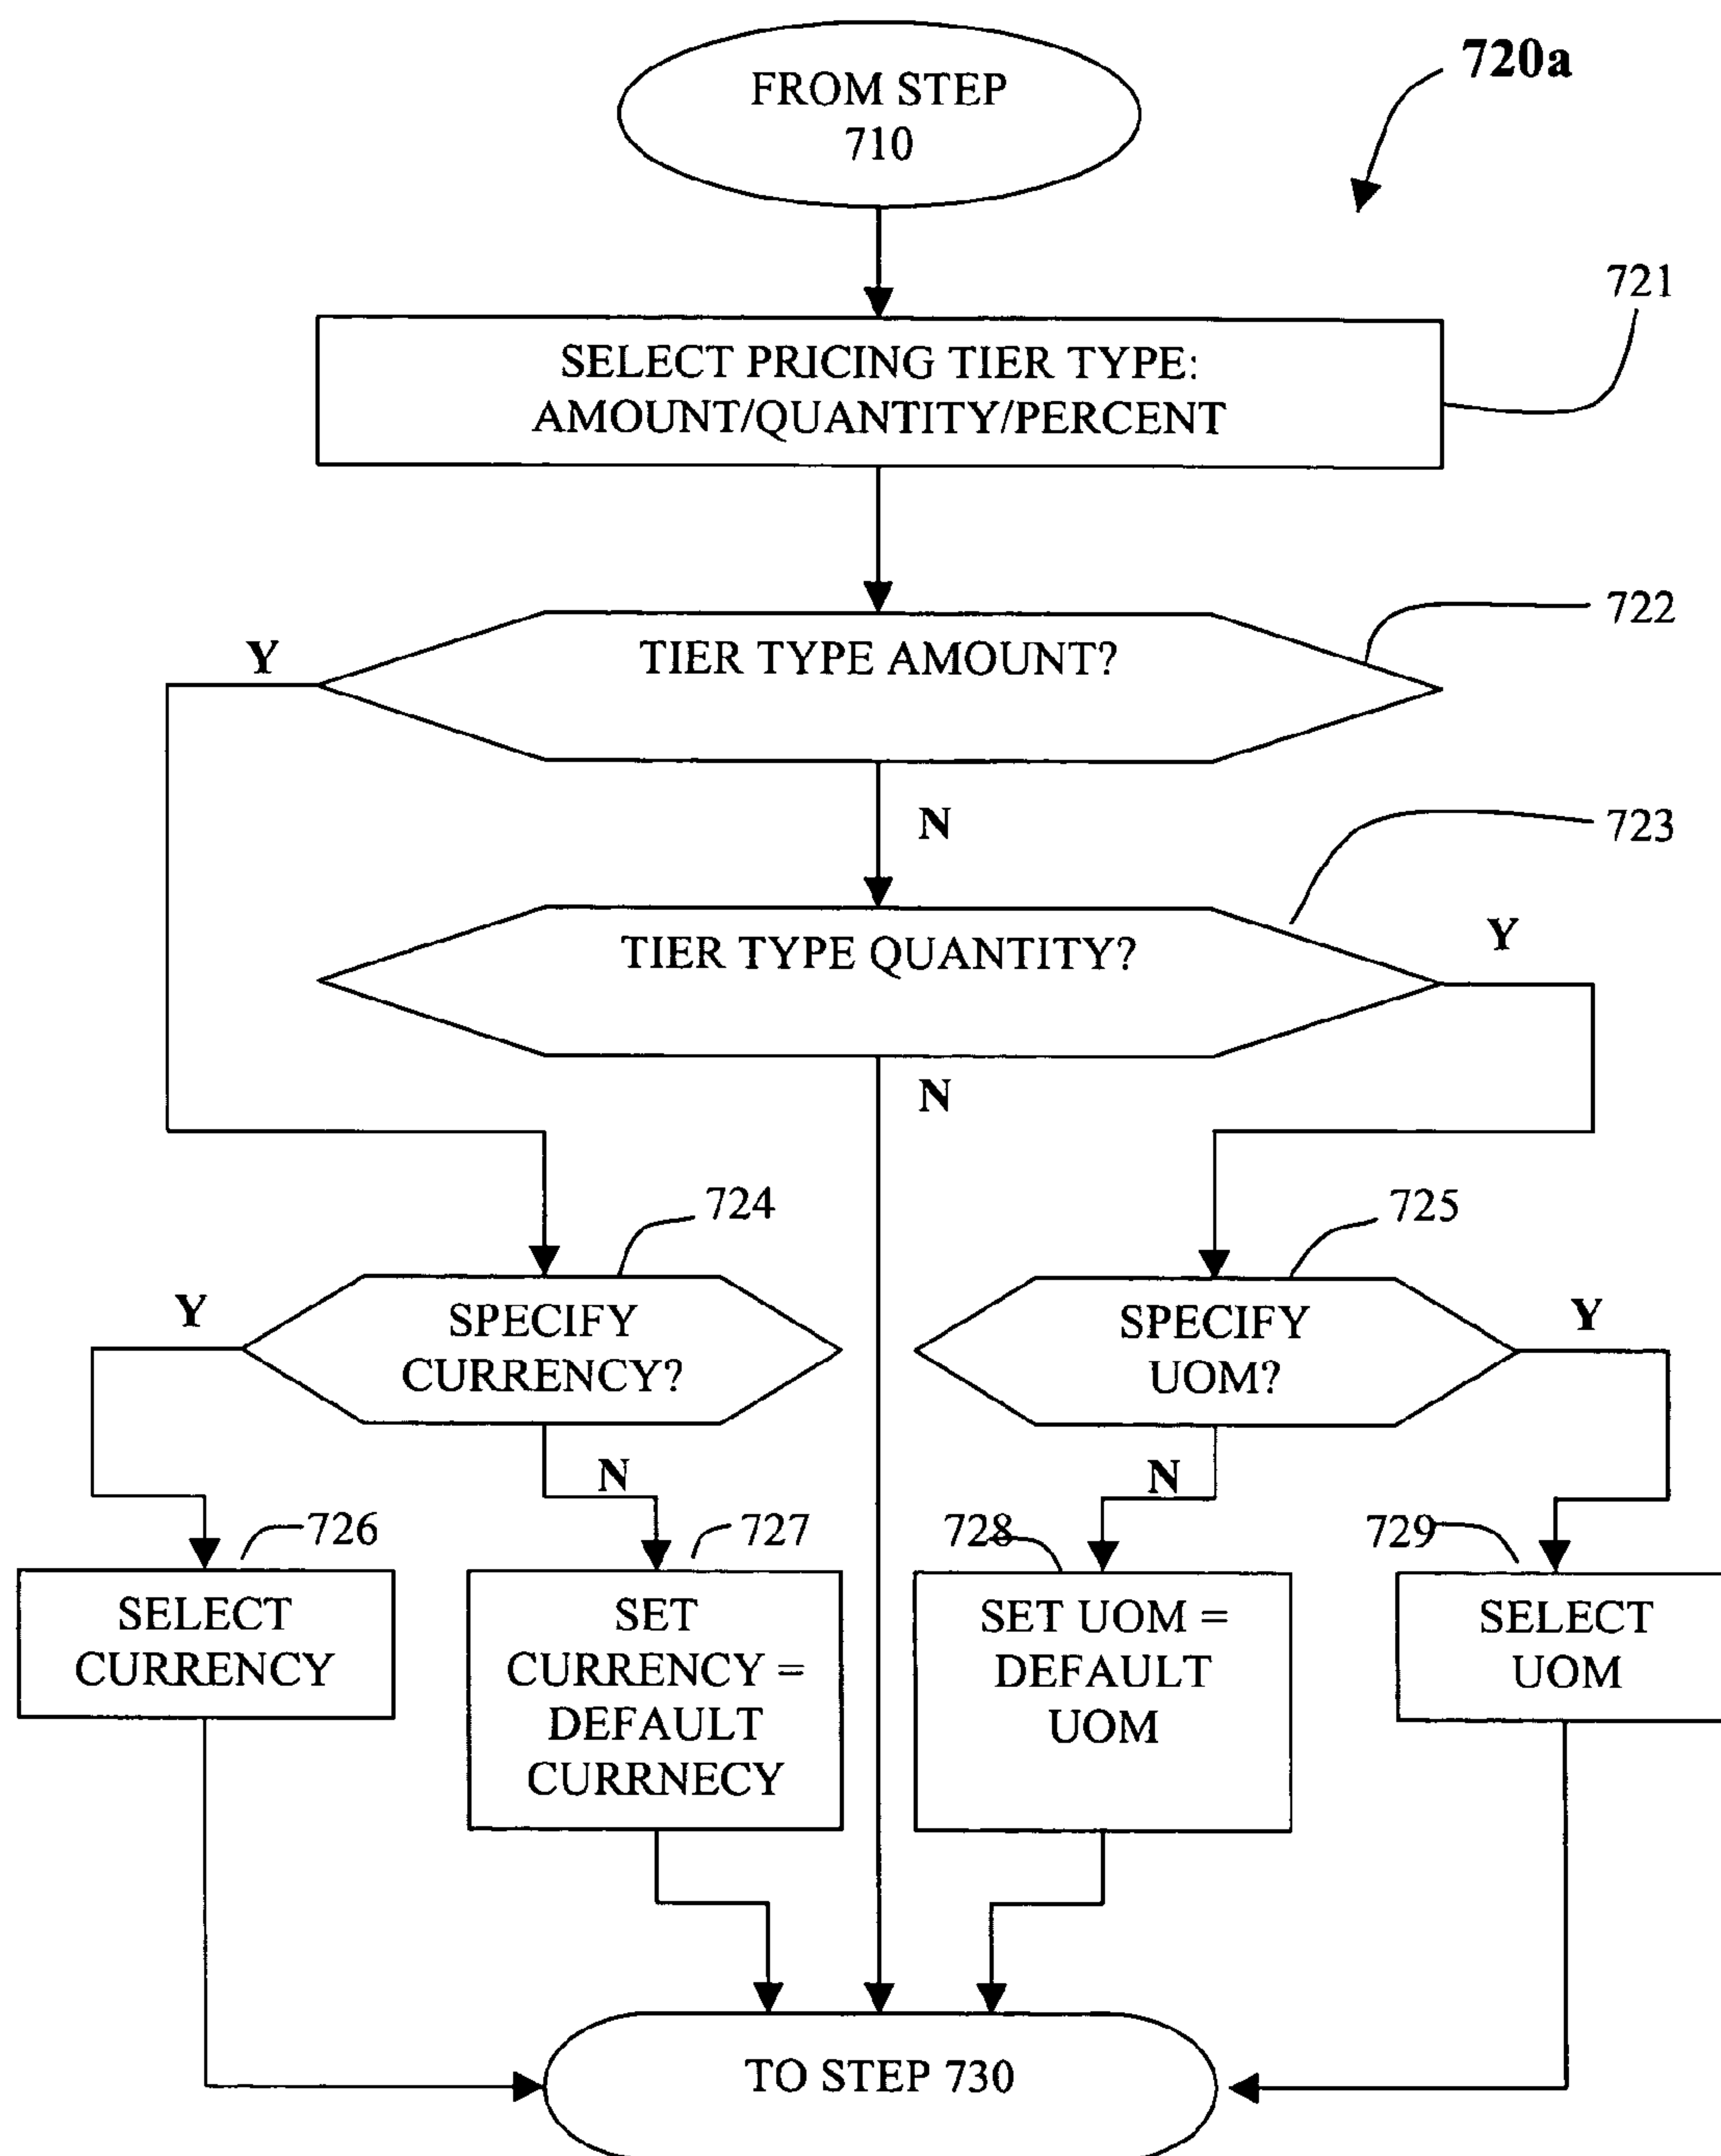 FROM STEP
710
720a
721
SELECT PRICING TIER TYPE:
AMOUNT/QUANTITY/PERCENT
722
Y
TIER TYPE AMOUNT?
N
723
TIER TYPE QUANTITY?
Y
N
724
725
Y
SPECIFY
CURRENCY?
SPECIFY
UOM?
Y
N
N
726
727
728
729
SELECT
CURRENCY
SET
CURRENCY =
DEFAULT
CURRNECY
SET UOM =
DEFAULT
UOM
SELECT
UOM
TO STEP 730